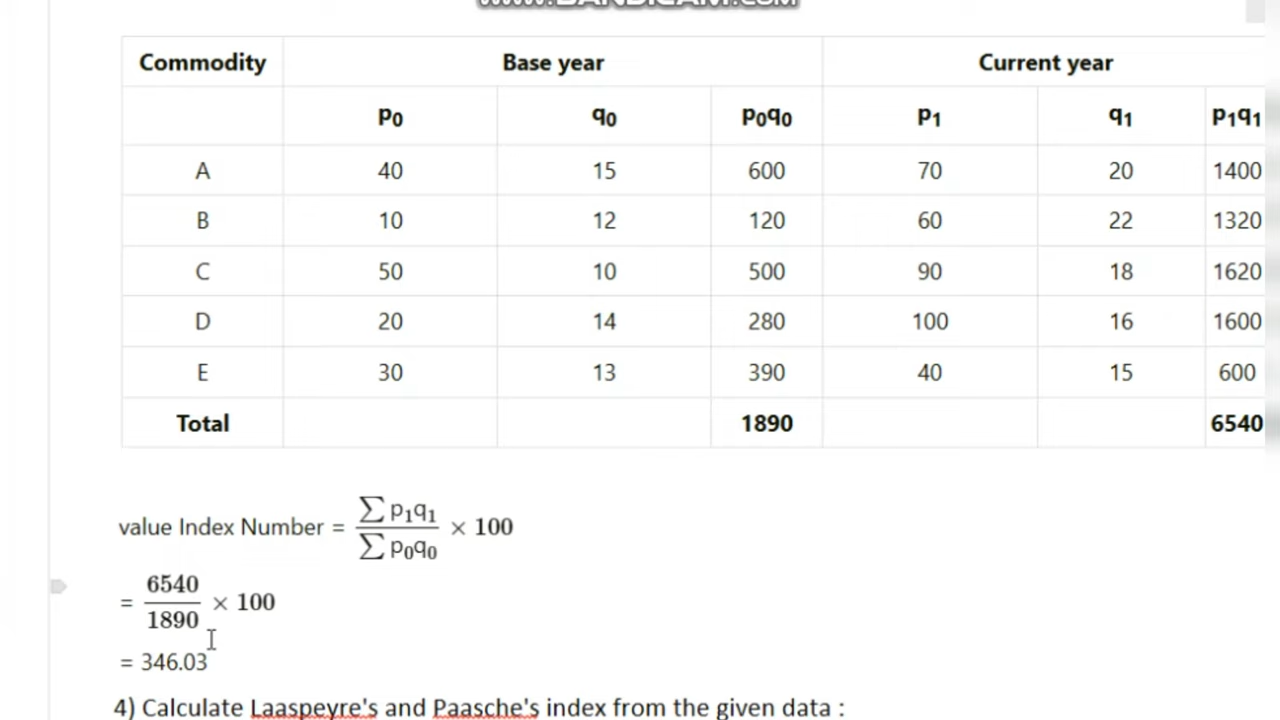 www.BANDICAM.com
Commodity Base year Current year
p₀ q₀ p₀q₀ p₁ q₁ p₁q₁
A 40 15 600 70 20 1400
B 10 12 120 60 22 1320
C 50 10 500 90 18 1620
D 20 14 280 100 16 1600
E 30 13 390 40 15 600
Total 1890 6540
value Index Number = ∑ p₁q₁ / ∑ p₀q₀ × 100
= 6540 / 1890 × 100
= 346.03
4) Calculate Laaspeyre's and Paasche's index from the given data :